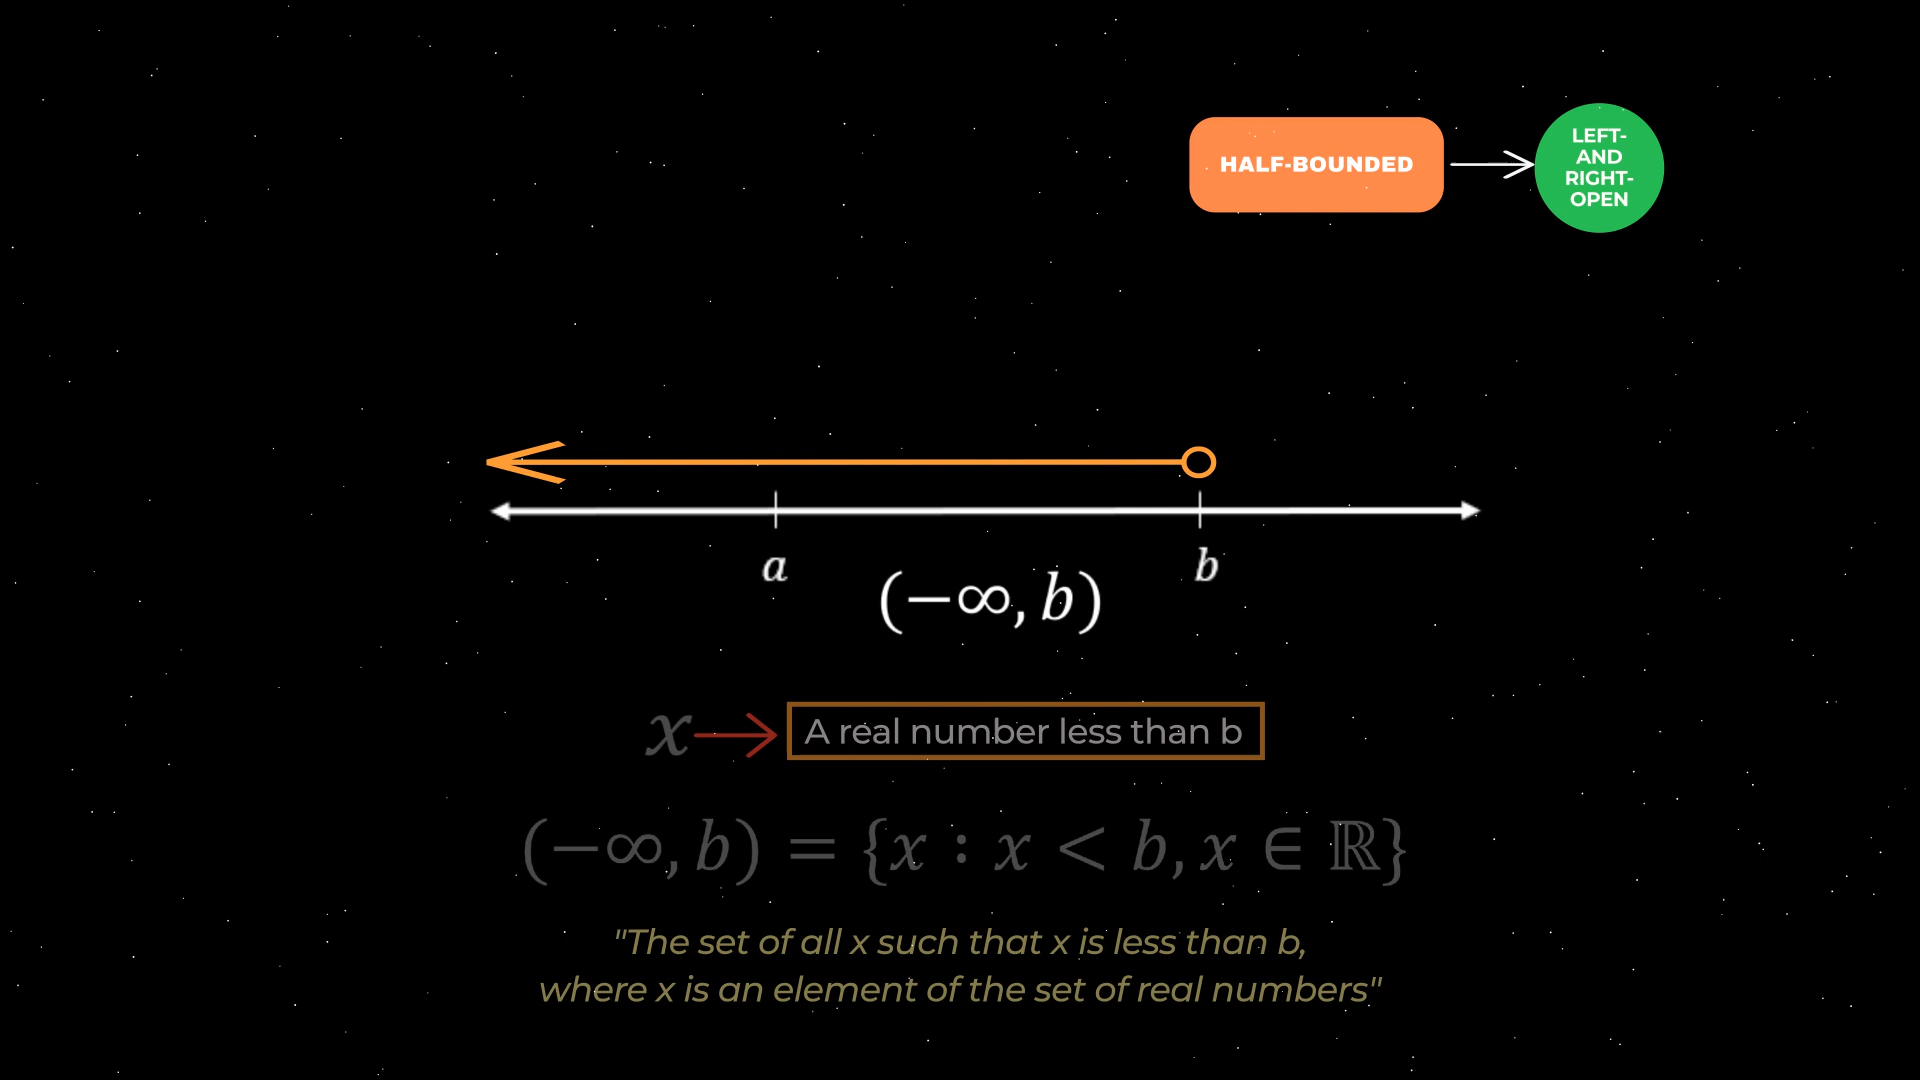 HALF-BOUNDED
LEFT-
AND
RIGHT-
OPEN
a
b
(−∞, b)
x
A real number less than b
(−∞, b) = {x : x < b, x ∈ ℝ}
"The set of all x such that x is less than b,
where x is an element of the set of real numbers"